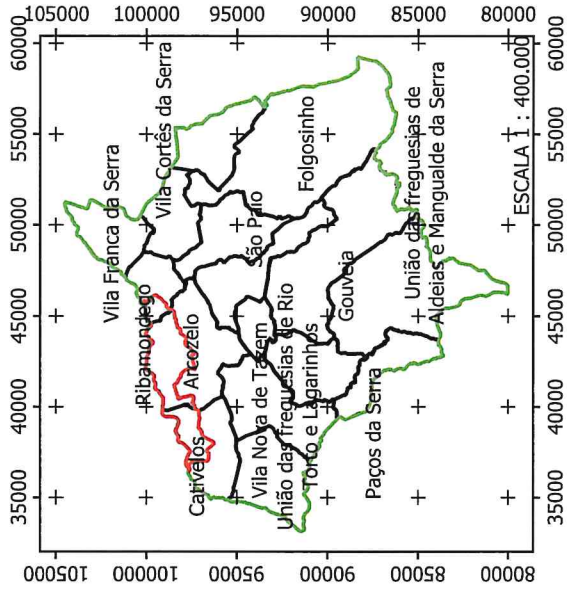 35000 40000 45000 50000 55000 60000
105000 105000
Vila Franca da Serra
100000 100000
Ribamondego
Vila Cortês da Serra
Arcozelo
Cativelos
95000 95000
São Paio
Vila Nova de Tazem
União das freguesias de Rio
Torto e Lagarinhos
Folgosinho
90000 90000
Gouveia
Paços da Serra
União das freguesias de
Aldeias e Mangualde da Serra
85000 85000
ESCALA 1 : 400.000
80000 80000
35000 40000 45000 50000 55000 60000